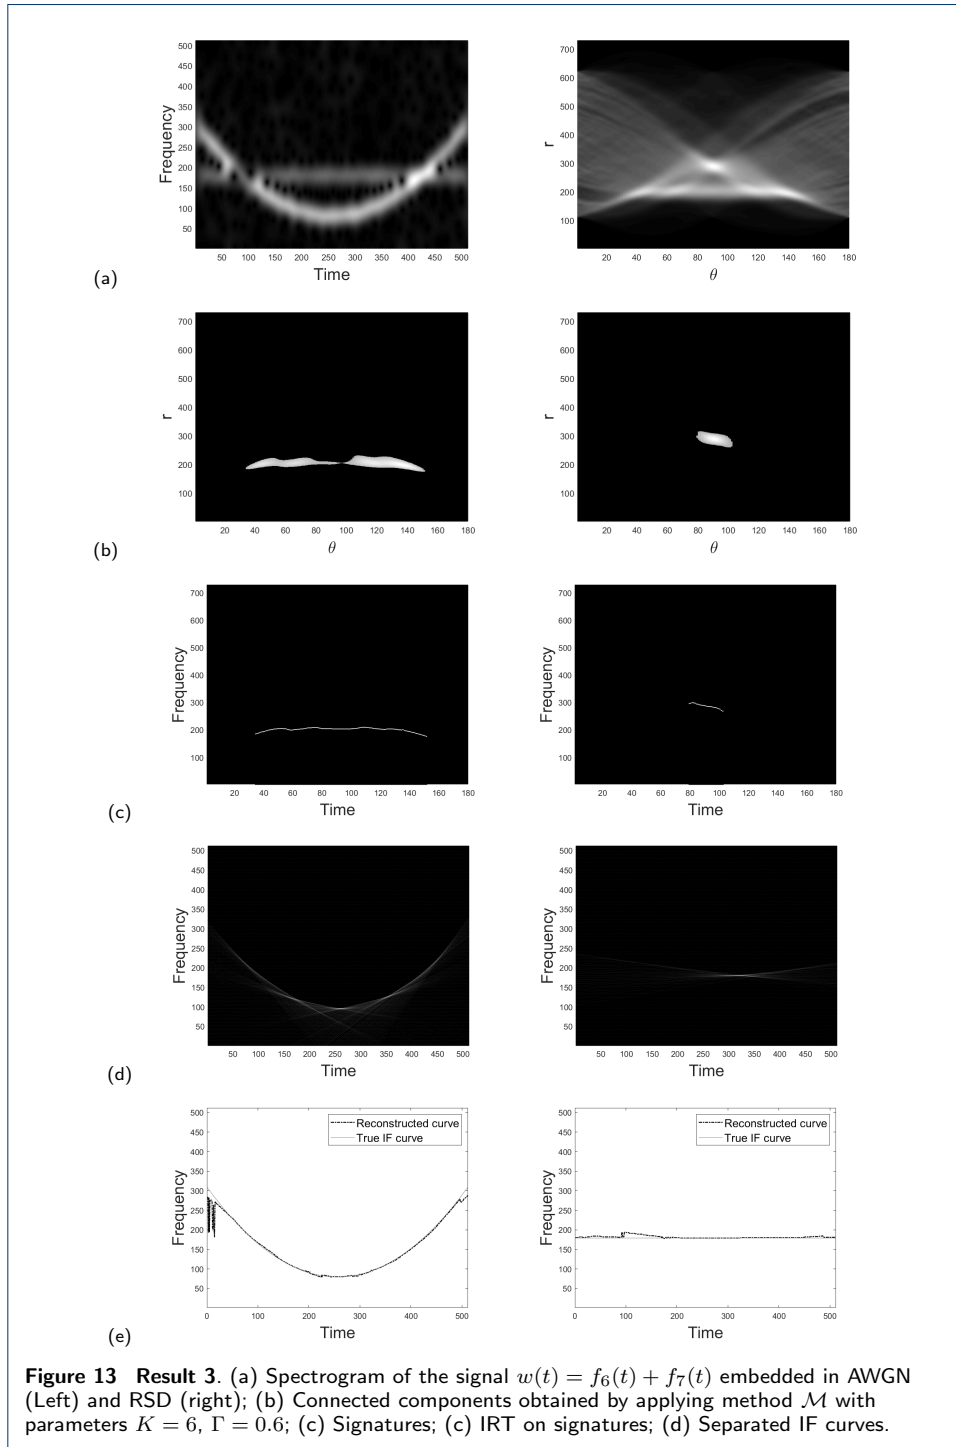 500
450
400
350
300
250
200
150
100
50
Frequency
50 100 150 200 250 300 350 400 450 500
Time
700
600
500
400
300
200
100
r
20 40 60 80 100 120 140 160 180
θ
(a)
700
600
500
400
300
200
100
r
20 40 60 80 100 120 140 160 180
θ
700
600
500
400
300
200
100
r
20 40 60 80 100 120 140 160 180
θ
(b)
700
600
500
400
300
200
100
Frequency
20 40 60 80 100 120 140 160 180
Time
700
600
500
400
300
200
100
Frequency
20 40 60 80 100 120 140 160 180
Time
(c)
500
450
400
350
300
250
200
150
100
50
Frequency
50 100 150 200 250 300 350 400 450 500
Time
500
450
400
350
300
250
200
150
100
50
Frequency
50 100 150 200 250 300 350 400 450 500
Time
(d)
500
450
400
350
300
250
200
150
100
50
Frequency
Reconstructed curve
True IF curve
0 100 200 300 400 500
Time
500
450
400
350
300
250
200
150
100
50
Frequency
Reconstructed curve
True IF curve
0 100 200 300 400 500
Time
(e)
Figure 13 Result 3. (a) Spectrogram of the signal w(t) = f₆(t) + f₇(t) embedded in AWGN
(Left) and RSD (right); (b) Connected components obtained by applying method ℳ with
parameters K = 6, Γ = 0.6; (c) Signatures; (c) IRT on signatures; (d) Separated IF curves.